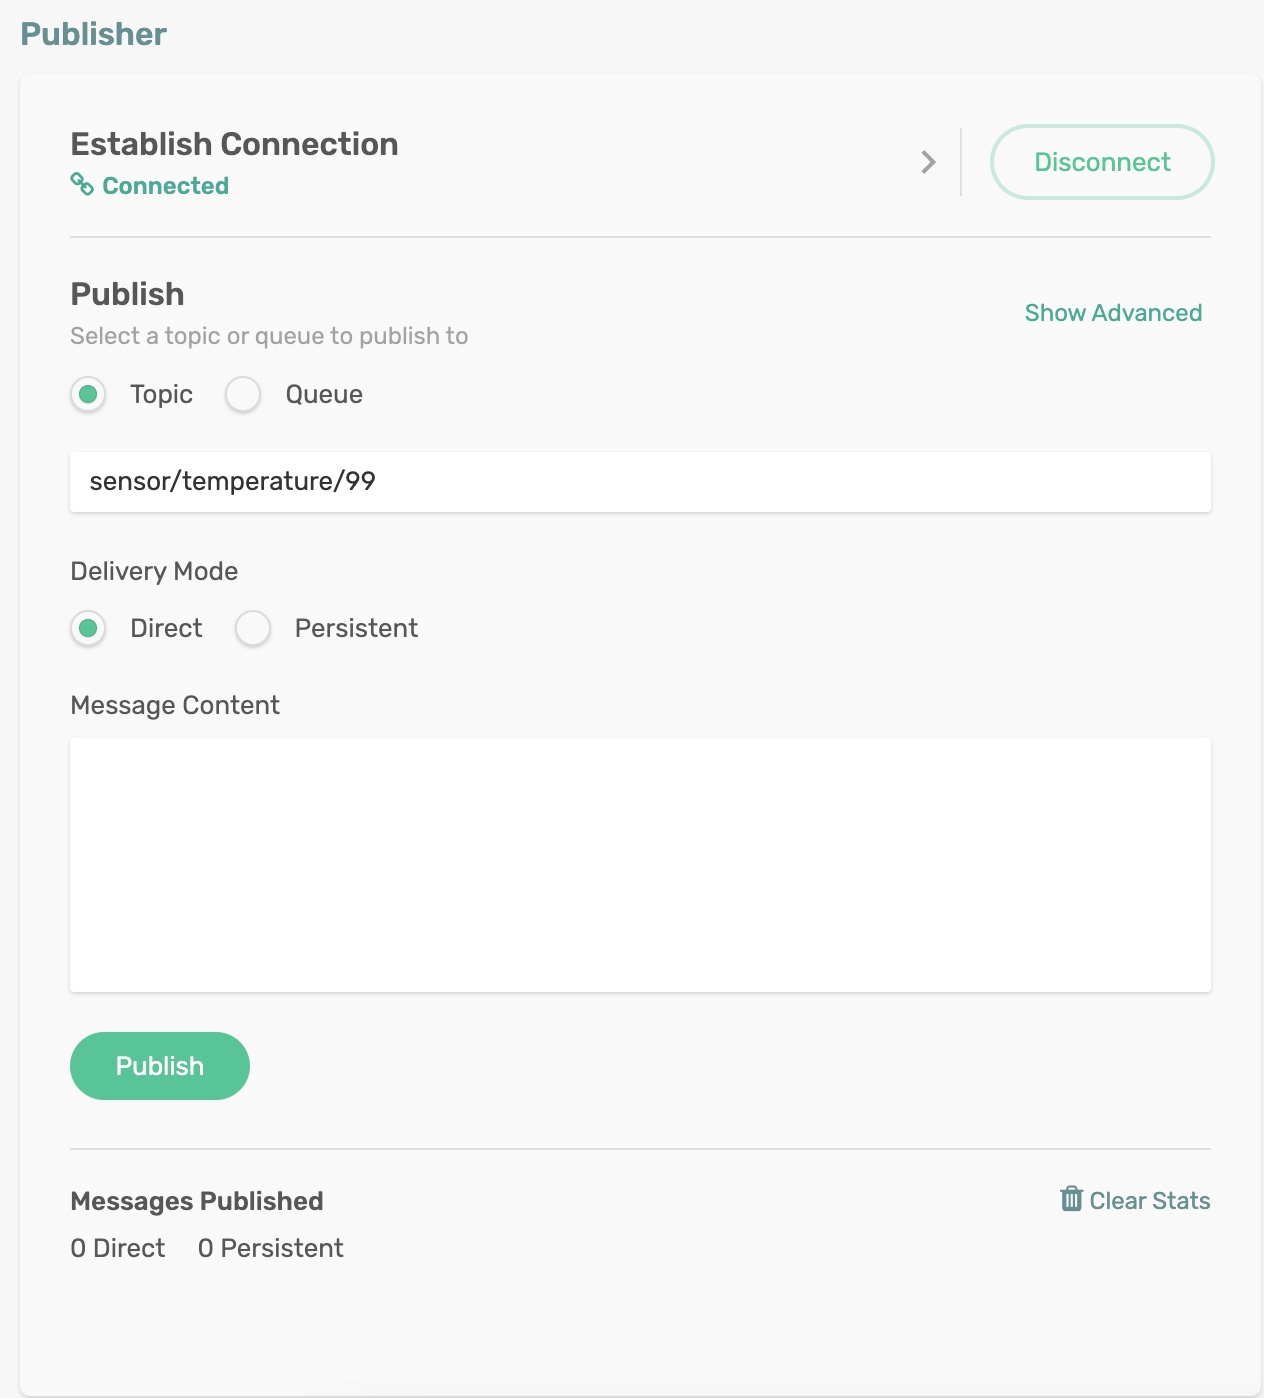 Publisher
Establish Connection
Connected
Disconnect
Publish
Select a topic or queue to publish to
Show Advanced
Topic Queue
sensor/temperature/99
Delivery Mode
Direct Persistent
Message Content
Publish
Messages Published
Clear Stats
0 Direct 0 Persistent